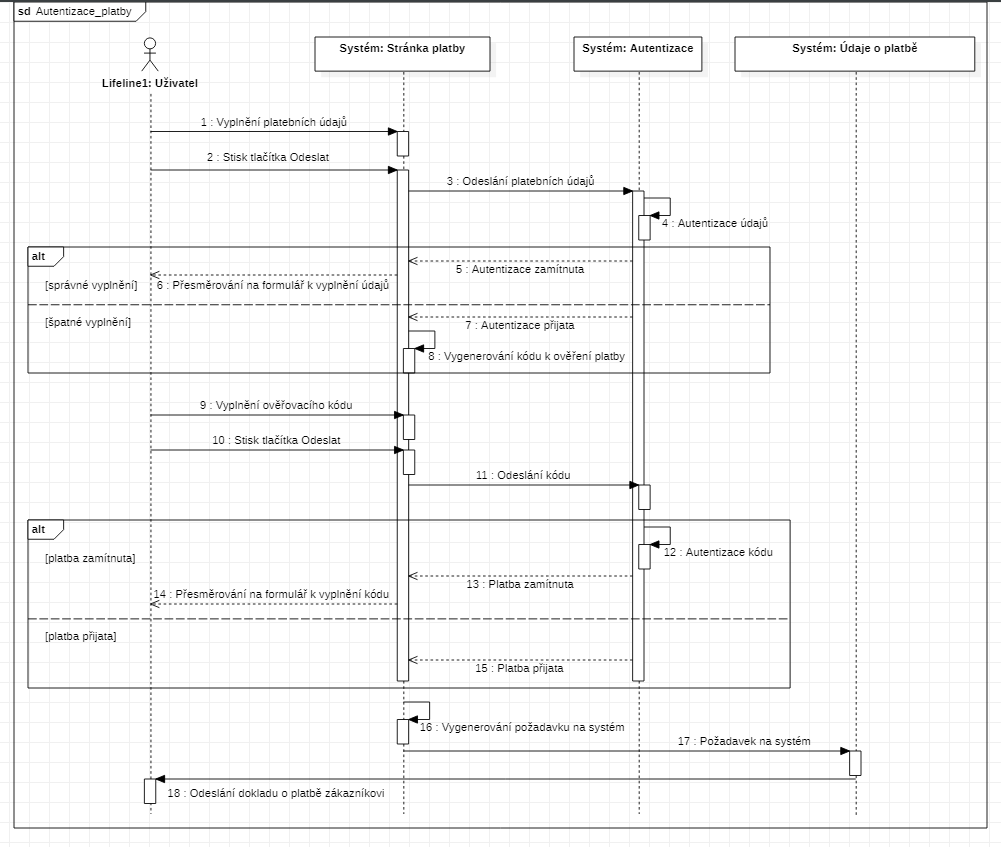 sd Autentizace_platby
Lifeline1: Uživatel
Systém: Stránka platby
Systém: Autentizace
Systém: Údaje o platbě
1 : Vyplnění platebních údajů
2 : Stisk tlačítka Odeslat
3 : Odeslání platebních údajů
4 : Autentizace údajů
alt
5 : Autentizace zamítnuta
[správné vyplnění]
6 : Přesměrování na formulář k vyplnění údajů
[špatné vyplnění]
7 : Autentizace přijata
8 : Vygenerování kódu k ověření platby
9 : Vyplnění ověřovacího kódu
10 : Stisk tlačítka Odeslat
11 : Odeslání kódu
alt
12 : Autentizace kódu
[platba zamítnuta]
13 : Platba zamítnuta
14 : Přesměrování na formulář k vyplnění kódu
[platba přijata]
15 : Platba přijata
16 : Vygenerování požadavku na systém
17 : Požadavek na systém
18 : Odeslání dokladu o platbě zákazníkovi